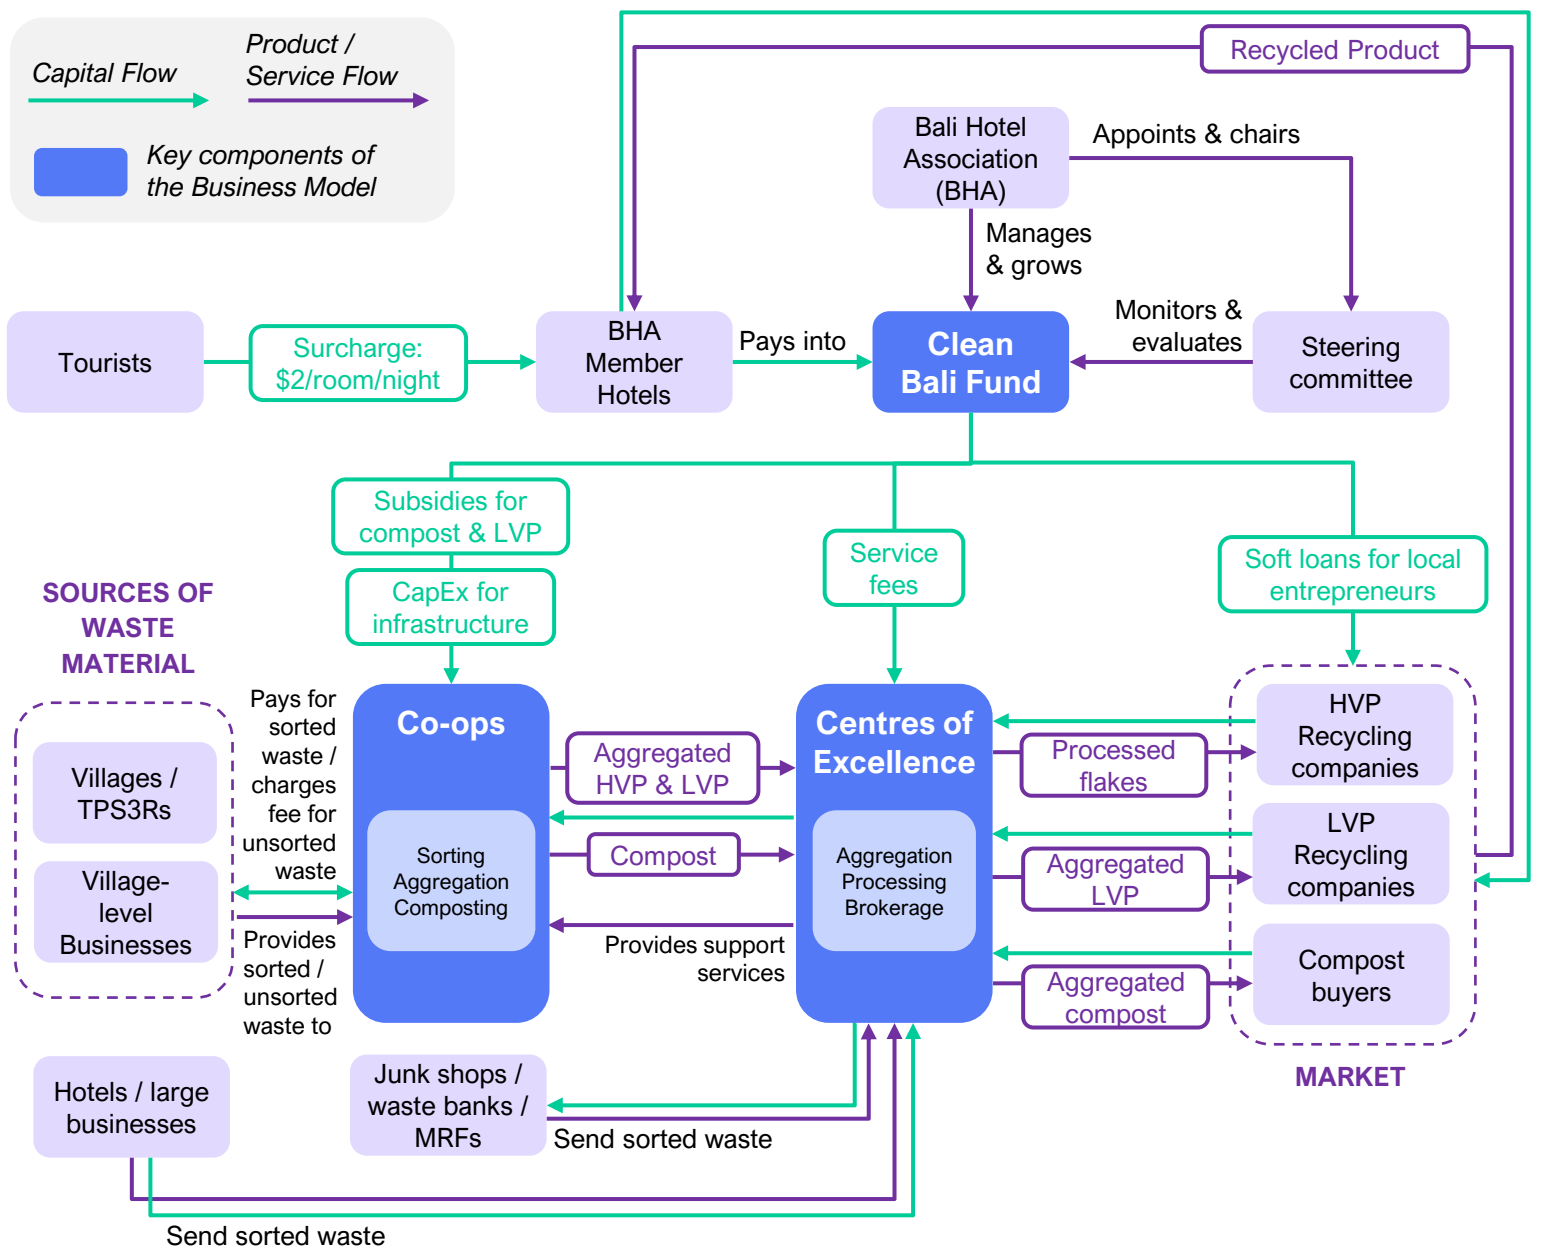 Capital Flow
Product /
Service Flow
Key components of
the Business Model
Recycled Product
Bali Hotel
Association
(BHA)
Appoints & chairs
Manages
& grows
Tourists
Surcharge:
$2/room/night
BHA
Member
Hotels
Pays into
Clean
Bali Fund
Monitors &
evaluates
Steering
committee
Subsidies for
compost & LVP
CapEx for
infrastructure
Service
fees
Soft loans for local
entrepreneurs
SOURCES OF
WASTE
MATERIAL
Villages /
TPS3Rs
Village-
level
Businesses
Pays for
sorted
waste /
charges
fee for
unsorted
waste
Provides
sorted /
unsorted
waste to
Co-ops
Sorting
Aggregation
Composting
Aggregated
HVP & LVP
Compost
Provides support
services
Centres of
Excellence
Aggregation
Processing
Brokerage
Processed
flakes
Aggregated
LVP
Aggregated
compost
HVP
Recycling
companies
LVP
Recycling
companies
Compost
buyers
MARKET
Hotels / large
businesses
Junk shops /
waste banks /
MRFs
Send sorted waste
Send sorted waste